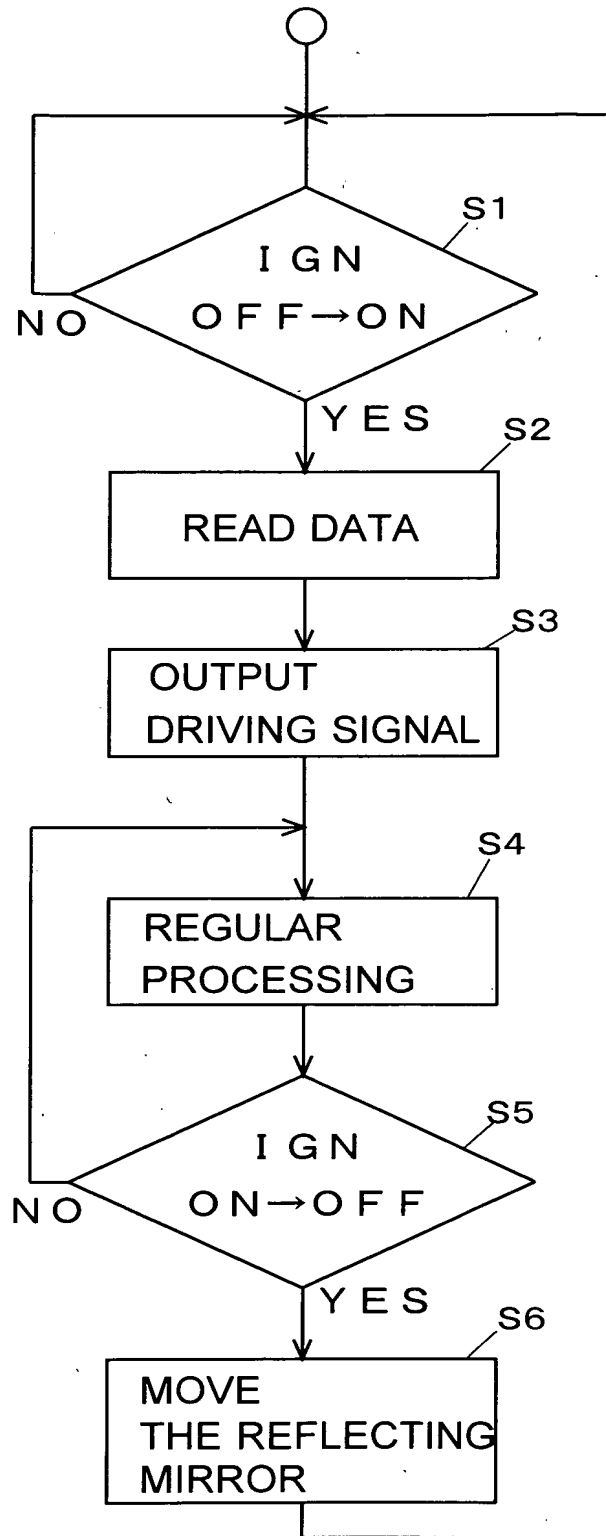 S1
IGN
OFF→ON
NO
YES
S2
READ DATA
S3
OUTPUT
DRIVING SIGNAL
S4
REGULAR
PROCESSING
S5
IGN
ON→OFF
NO
YES
S6
MOVE
THE REFLECTING
MIRROR